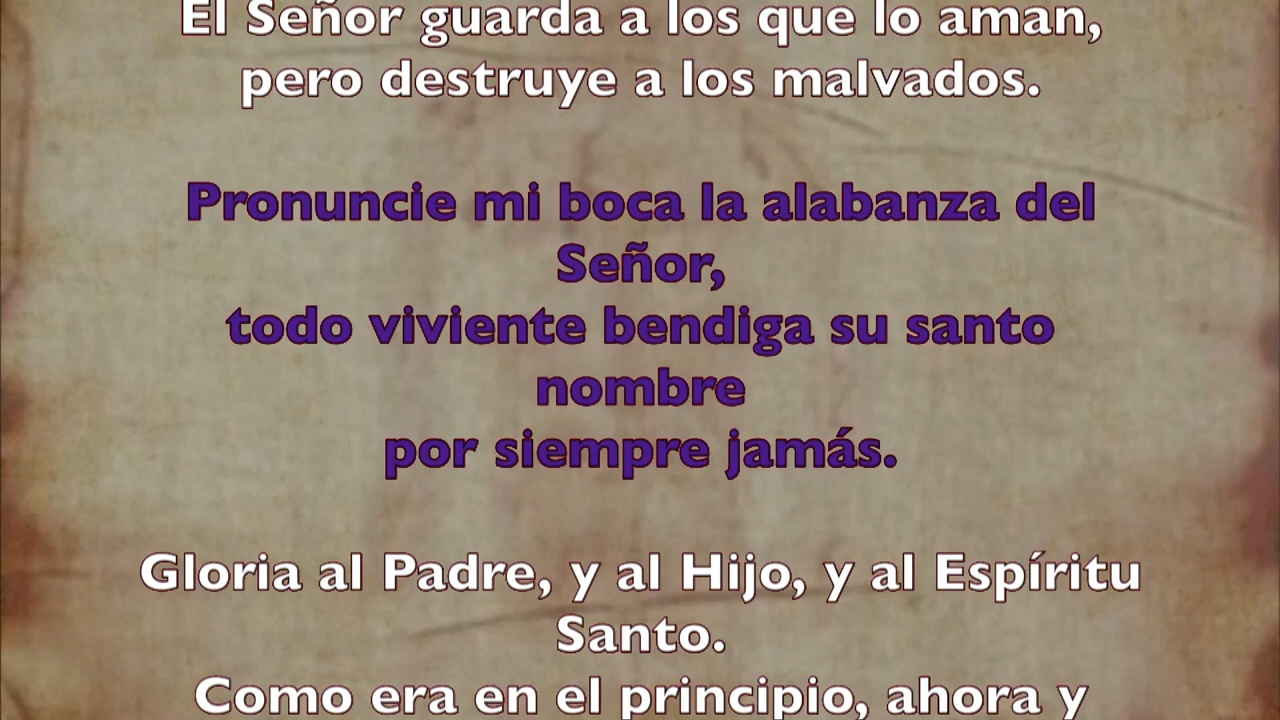 El Señor guarda a los que lo aman,
pero destruye a los malvados.
Pronuncie mi boca la alabanza del
Señor,
todo viviente bendiga su santo
nombre
por siempre jamás.
Gloria al Padre, y al Hijo, y al Espíritu
Santo.
Como era en el principio, ahora y